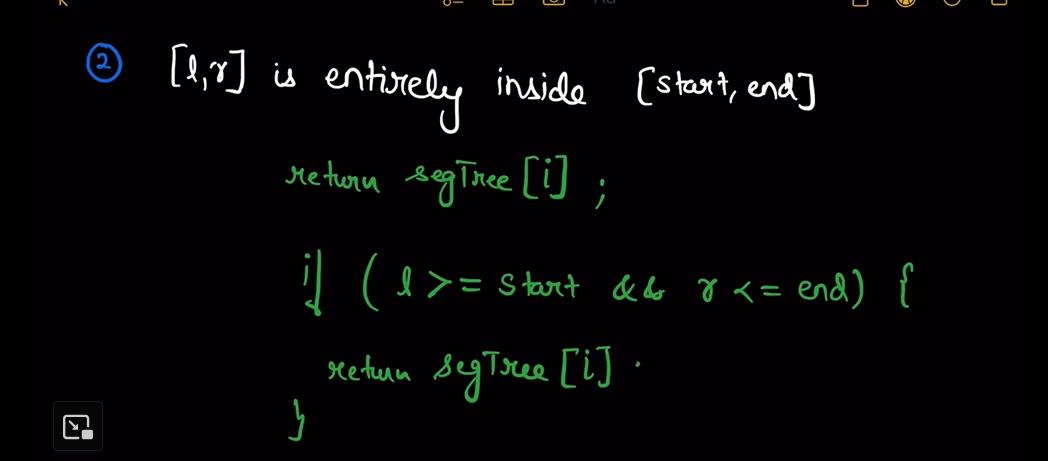 ② [l,r] is entirely inside [start, end]
return segTree[i] ;
if ( l >= start && r <= end) {
return segTree[i] .
}